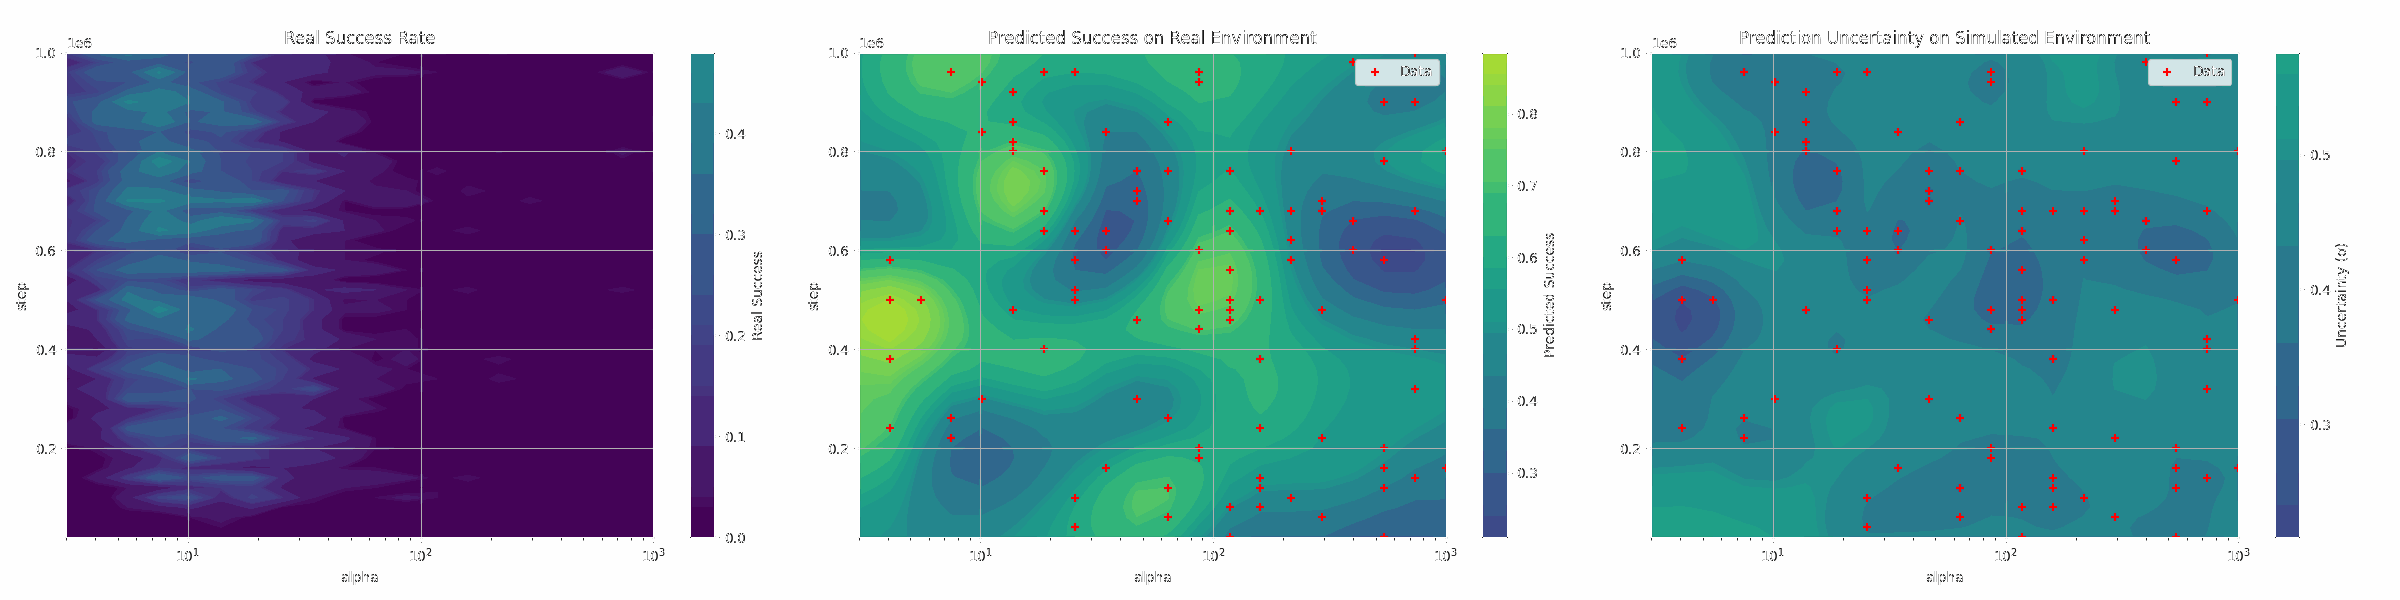 Real Success Rate
1e6
1.0
0.8
0.6
0.4
0.2
step
10¹
10²
10³
alpha
0.4
0.3
0.2
0.1
0.0
Real Success
Predicted Success on Real Environment
1e6
Data
1.0
0.8
0.6
0.4
0.2
step
10¹
10²
10³
alpha
0.8
0.7
0.6
0.5
0.4
0.3
Predicted Success
Prediction Uncertainty on Simulated Environment
1e6
Data
1.0
0.8
0.6
0.4
0.2
step
10¹
10²
10³
alpha
0.5
0.4
0.3
Uncertainty (σ)